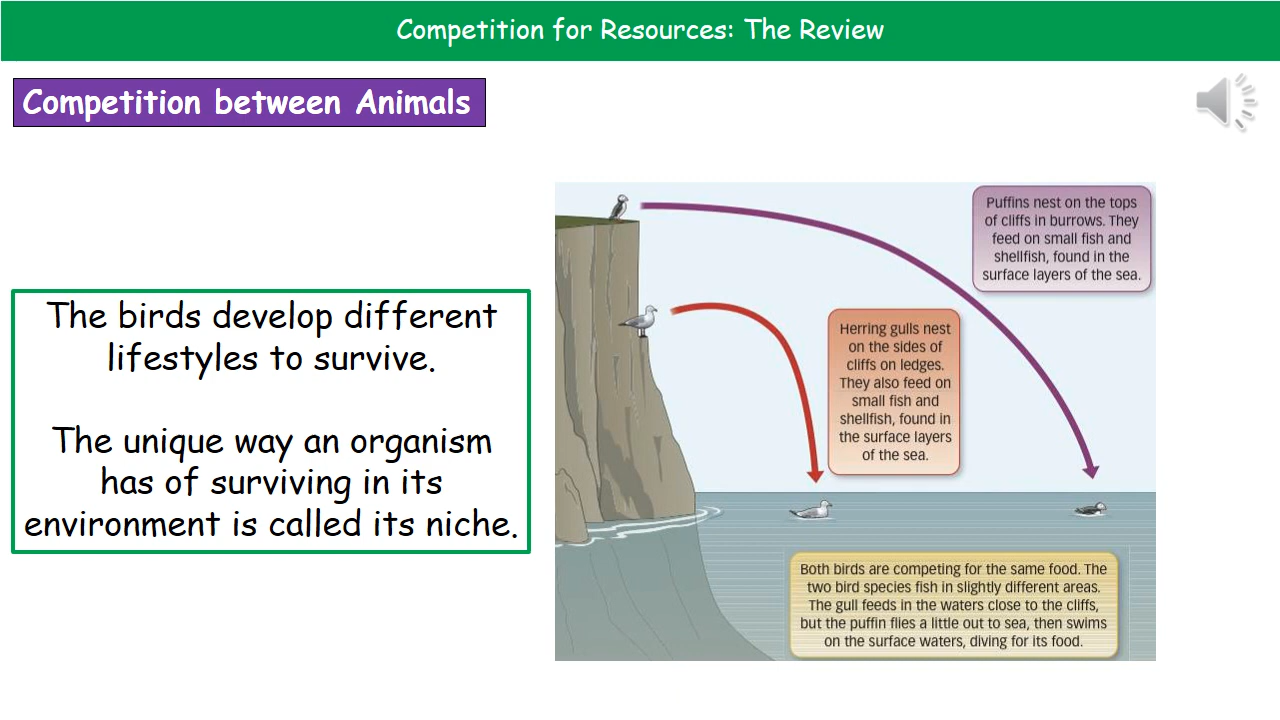 Competition for Resources: The Review
Competition between Animals
The birds develop different
lifestyles to survive.
The unique way an organism
has of surviving in its
environment is called its niche.
Puffins nest on the tops
of cliffs in burrows. They
feed on small fish and
shellfish, found in the
surface layers of the sea.
Herring gulls nest
on the sides of
cliffs on ledges.
They also feed on
small fish and
shellfish, found in
the surface layers
of the sea.
Both birds are competing for the same food. The
two bird species fish in slightly different areas.
The gull feeds in the waters close to the cliffs,
but the puffin flies a little out to sea, then swims
on the surface waters, diving for its food.